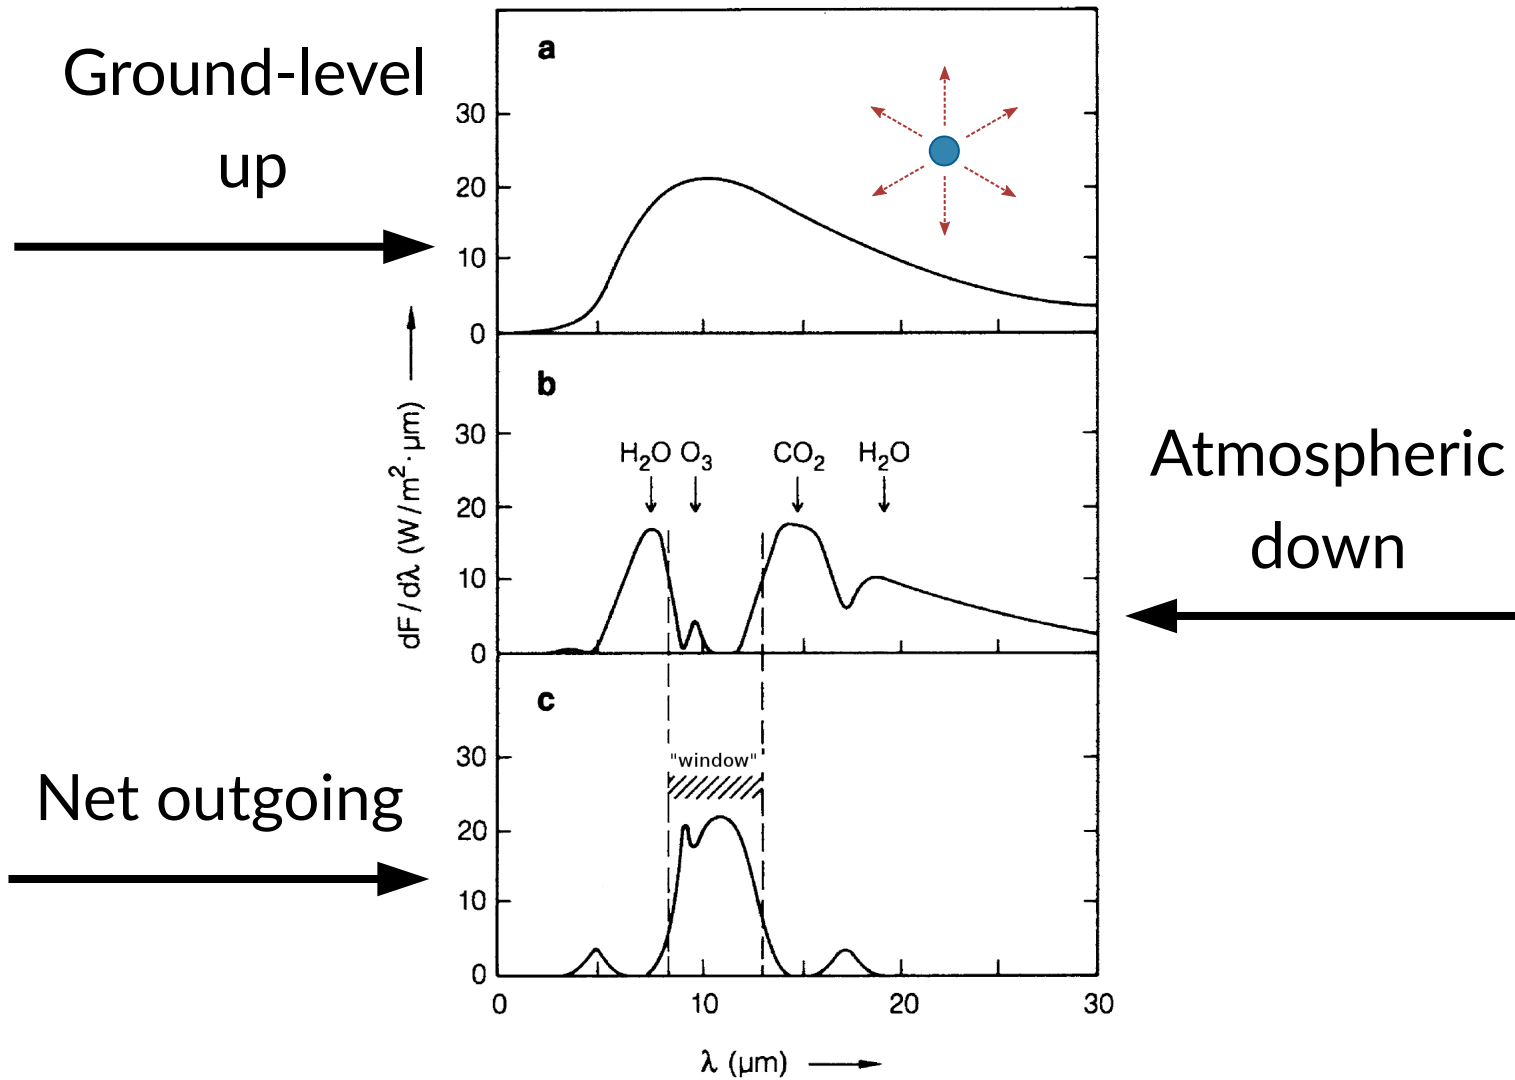 Ground-level
up
a
30
20
10
0
dF/dλ (W/m²·μm)
b
30
20
10
0
H₂O O₃ CO₂ H₂O
Atmospheric
down
c
30
20
10
0
"window"
Net outgoing
0 10 20 30
λ (μm)